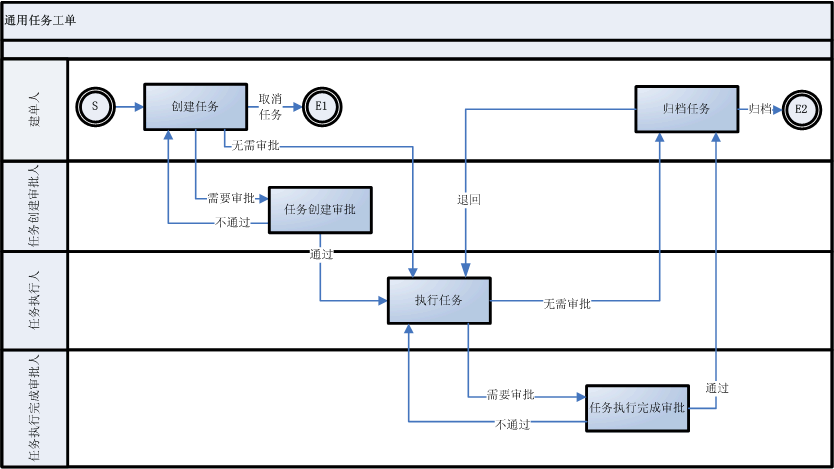 通用任务工单
建单人
S
创建任务
取消
任务
E1
归档任务
归档
E2
无需审批
任务创建审批人
需要审批
不通过
任务创建审批
退回
通过
任务执行人
执行任务
无需审批
任务执行完成审批人
需要审批
不通过
任务执行完成审批
通过